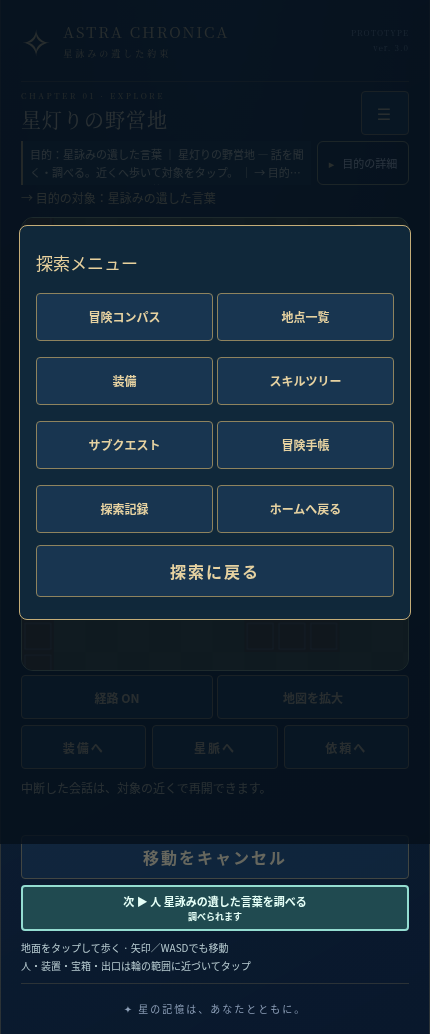 ASTRA CHRONICA
星詠みの遺した約束
PROTOTYPE
ver. 1.0
CHAPTER 01 · EXPLORE
星灯りの野営地
目的：星詠みの遺した言葉 ｜ 星灯りの野営地 — 話を聞
く・調べる。近くへ歩いて対象をタップ。 ｜ → 目的…
▸ 目的の詳細
→ 目的の対象：星詠みの遺した言葉
探索メニュー
冒険コンパス
地点一覧
装備
スキルツリー
サブクエスト
冒険手帳
探索記録
ホームへ戻る
探索に戻る
経路 ON
地図を拡大
装備へ
星脈へ
依頼へ
中断した会話は、対象の近くで再開できます。
移動をキャンセル
次 ▶ 人 星詠みの遺した言葉を調べる
調べられます
地面をタップして歩く · 矢印／WASDでも移動
人・装置・宝箱・出口は輪の範囲に近づいてタップ
✦ 星の記憶は、あなたとともに。